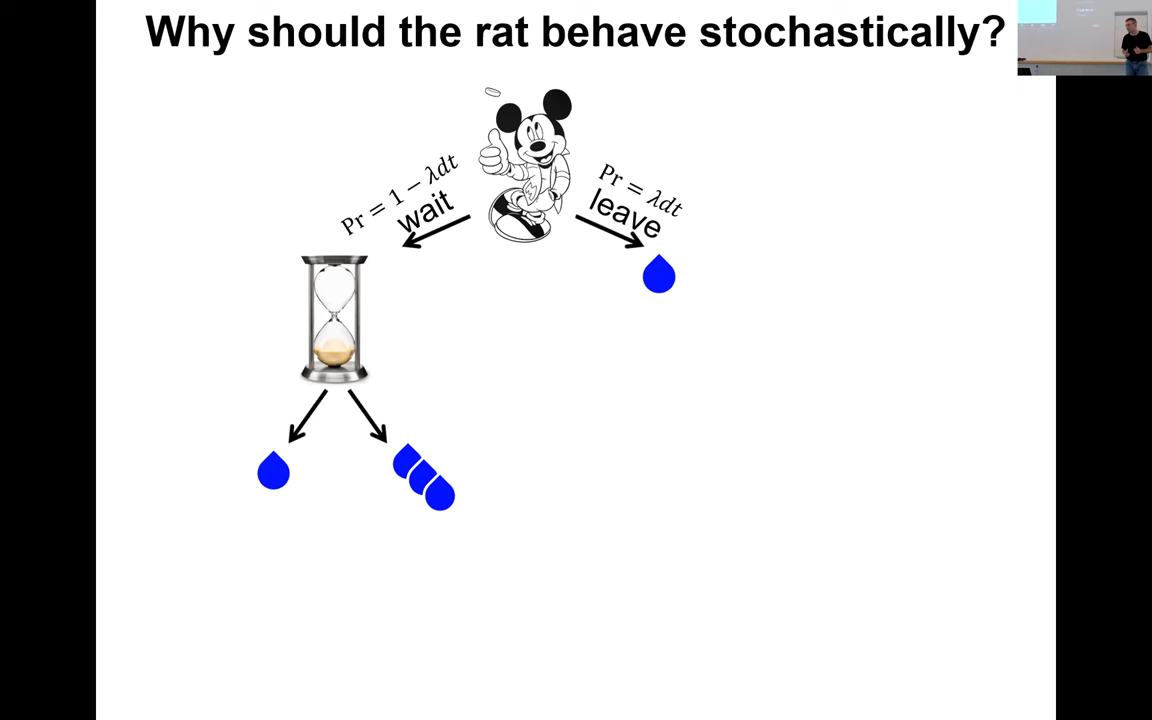 Why should the rat behave stochastically?
Pr = 1 − λdt
wait
Pr = λdt
leave